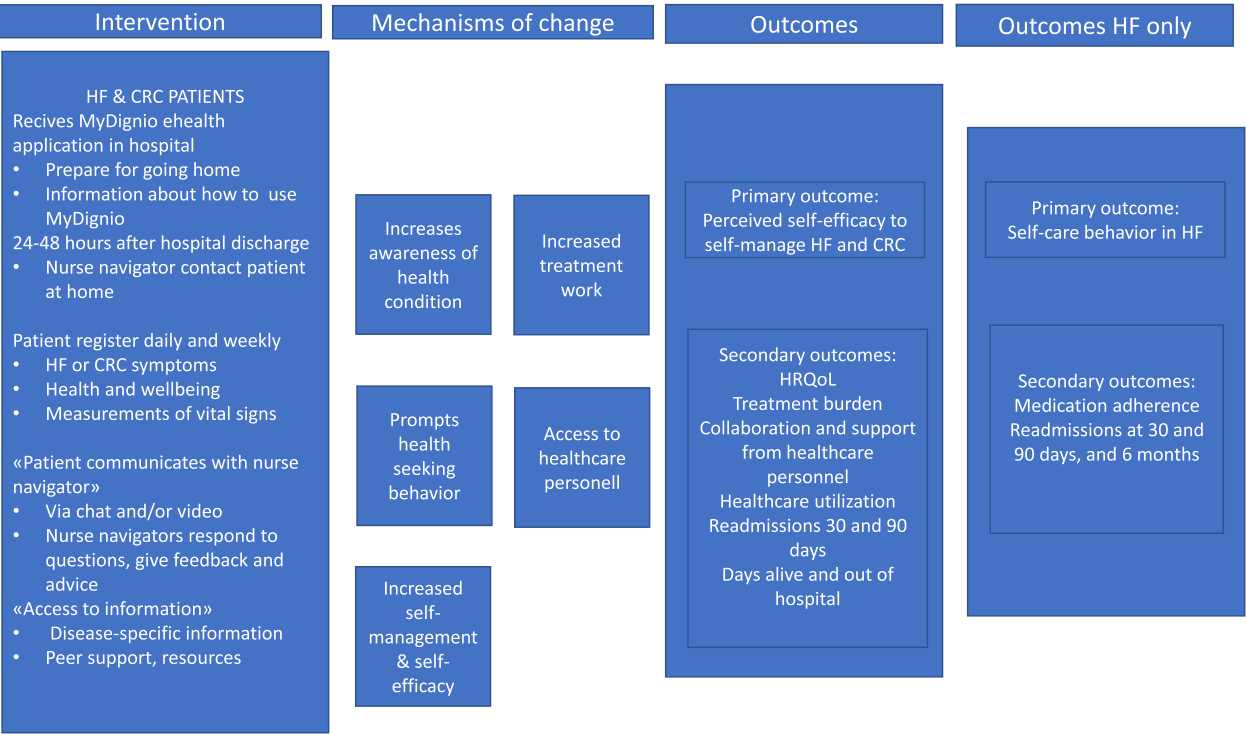 Intervention
HF & CRC PATIENTS
Recives MyDignio ehealth
application in hospital
• Prepare for going home
• Information about how to use
MyDignio
24-48 hours after hospital discharge
• Nurse navigator contact patient
at home
Patient register daily and weekly
• HF or CRC symptoms
• Health and wellbeing
• Measurements of vital signs
«Patient communicates with nurse
navigator»
• Via chat and/or video
• Nurse navigators respond to
questions, give feedback and
advice
«Access to information»
• Disease-specific information
• Peer support, resources
Mechanisms of change
Increases
awareness of
health
condition
Increased
treatment
work
Prompts
health
seeking
behavior
Access to
healthcare
personell
Increased
self-
management
& self-
efficacy
Outcomes
Primary outcome:
Perceived self-efficacy to
self-manage HF and CRC
Secondary outcomes:
HRQoL
Treatment burden
Collaboration and support
from healthcare
personnel
Healthcare utilization
Readmissions 30 and 90
days
Days alive and out of
hospital
Outcomes HF only
Primary outcome:
Self-care behavior in HF
Secondary outcomes:
Medication adherence
Readmissions at 30 and
90 days, and 6 months